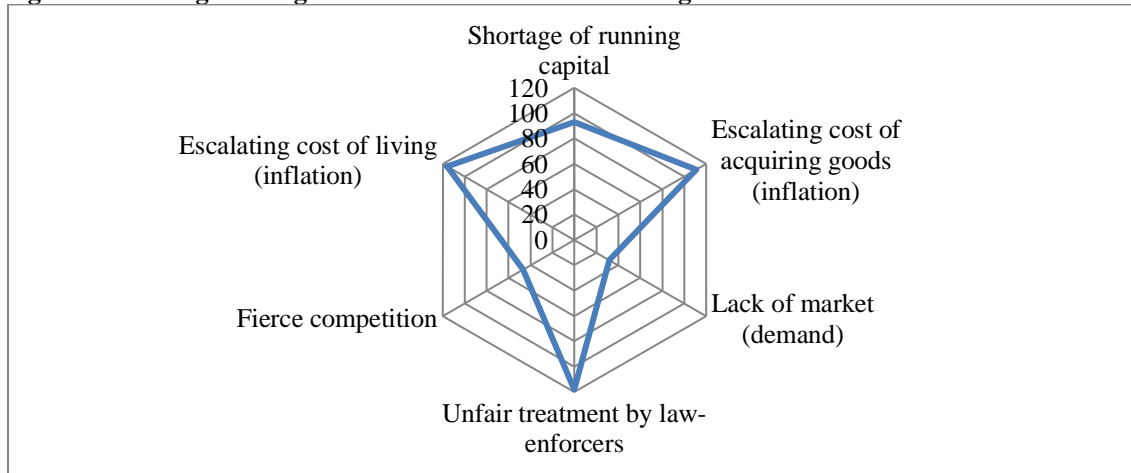 Shortage of running
capital
120
100
80
60
40
20
0
Escalating cost of
acquiring goods
(inflation)
Lack of market
(demand)
Unfair treatment by law-
enforcers
Fierce competition
Escalating cost of living
(inflation)